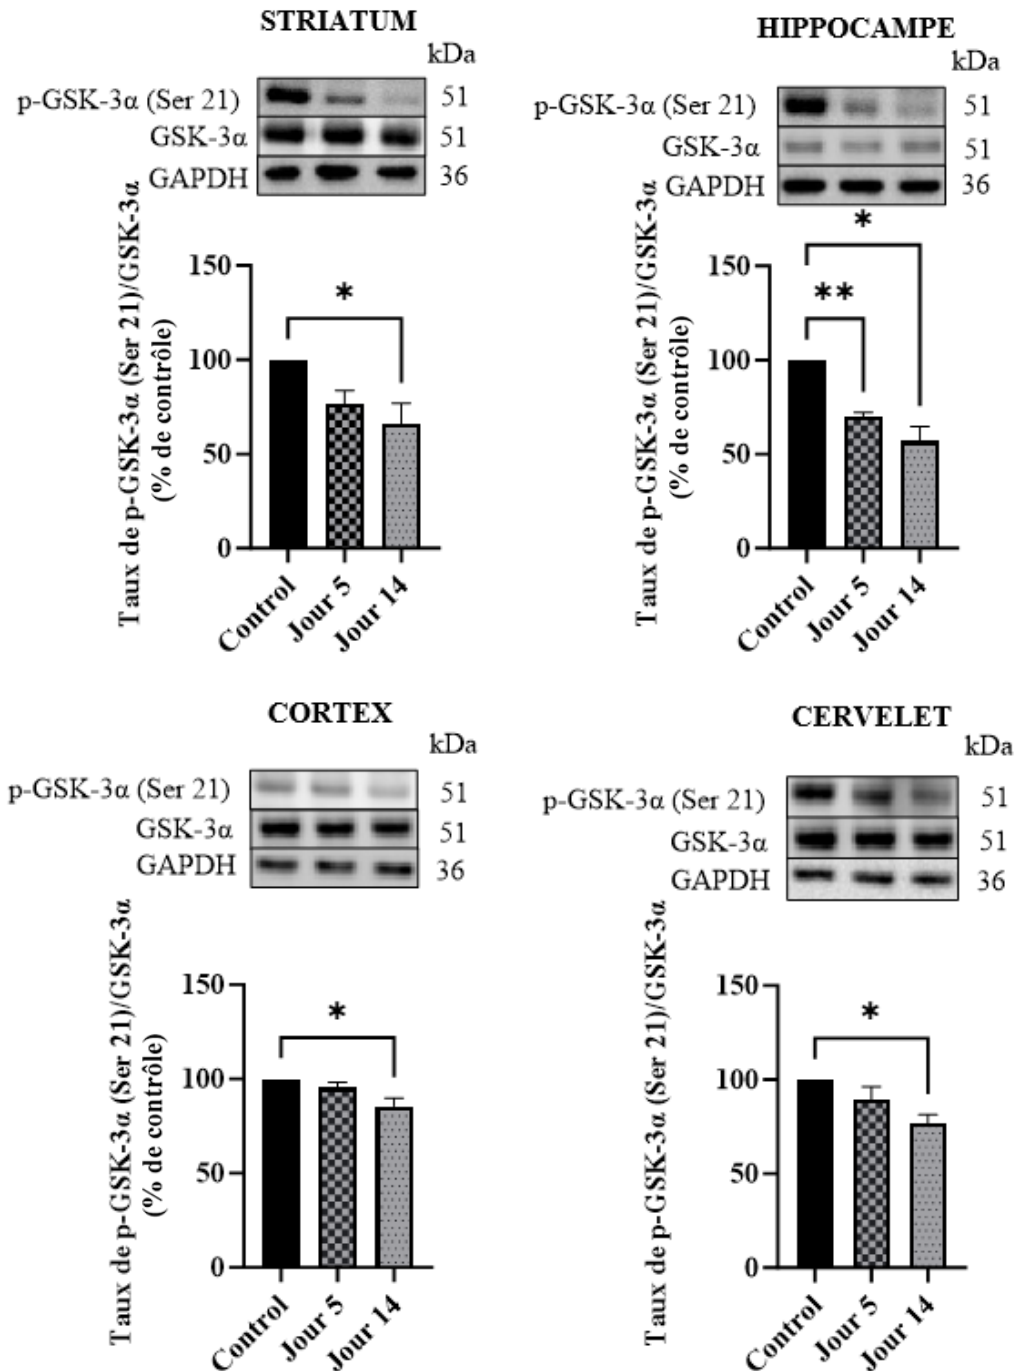 STRIATUM
kDa
p-GSK-3α (Ser 21) 51
GSK-3α 51
GAPDH 36
Taux de p-GSK-3α (Ser 21)/GSK-3α
(% de contrôle)
150
100
50
0
*
Control
Jour 5
Jour 14
HIPPOCAMPE
kDa
p-GSK-3α (Ser 21) 51
GSK-3α 51
GAPDH 36
Taux de p-GSK-3α (Ser 21)/GSK-3α
(% de contrôle)
150
100
50
0
*
**
Control
Jour 5
Jour 14
CORTEX
kDa
p-GSK-3α (Ser 21) 51
GSK-3α 51
GAPDH 36
Taux de p-GSK-3α (Ser 21)/GSK-3α
(% de contrôle)
150
100
50
0
*
Control
Jour 5
Jour 14
CERVELET
kDa
p-GSK-3α (Ser 21) 51
GSK-3α 51
GAPDH 36
Taux de p-GSK-3α (Ser 21)/GSK-3α
150
100
50
0
*
Control
Jour 5
Jour 14